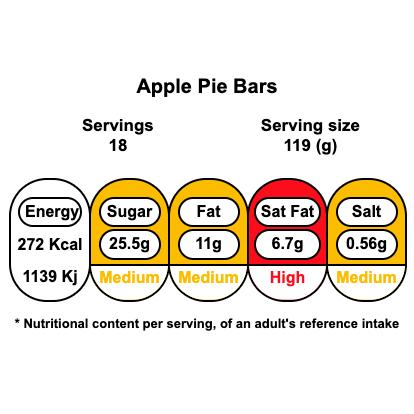 Apple Pie Bars
Servings Serving size
18 119 (g)
Energy Sugar Fat Sat Fat Salt
272 Kcal 25.5g 11g 6.7g 0.56g
1139 Kj Medium Medium High Medium
* Nutritional content per serving, of an adult's reference intake